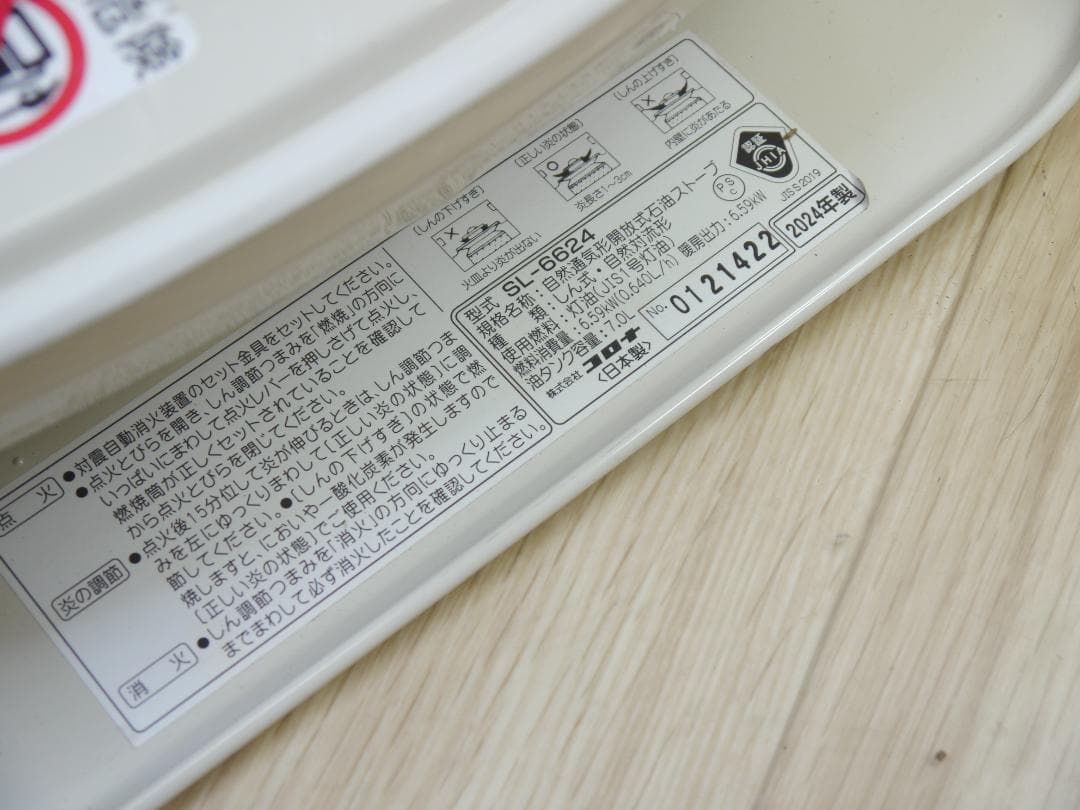 危険
点 火
●対震自動消火装置のセット金具をセットしてください。
●点火とびらを開き、しん調節つまみを「燃焼」の方向に
いっぱいにまわして点火レバーを押しさげて点火し、
燃焼筒が正しくセットされていることを確認して
から点火とびらを閉じてください。
炎の調節
●点火後15分位して炎が伸びるときは、しん調節つま
みを左にゆっくりまわして[正しい炎の状態]に調
節してください。●[しんの下げすき]の状態で燃
焼しますと、においや一酸化炭素が発生しますので
[正しい炎の状態]でご使用ください。
消 火
●しん調節つまみを「消火」の方向にゆっくり止まる
までまわして必ず消火したことを確認してください。
[しんの下げすき]
火皿より炎が出ない
[正しい炎の状態]
炎長さ1~3cm
[しんの上げすき]
内壁に炎があたる
型式 SL-6624
規格名称:自然通気形開放式石油ストーブ
種 類:しん式・自然対流形
使用燃料:灯油(JIS1号灯油)
燃料消費量:6.59kW(0.640L/h) 暖房出力:6.59kW
油タンク容量:7.0L
株式会社 コロナ
<日本製>
No. 0121422
2024年製
PSC
認証
JHIA
JIS S 2019